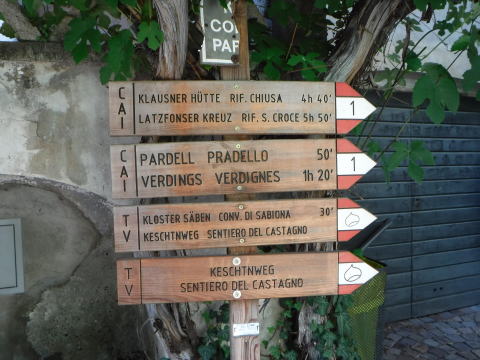 CO
PAR
CAI
KLAUSNER HÜTTE RIF. CHIUSA 4h 40'
LATZFONSER KREUZ RIF. S. CROCE 5h 50'
1
CAI
PARDELL PRADELLO 50'
VERDINGS VERDIGNES 1h 20'
1
TV
KLOSTER SÄBEN CONV. DI SABIONA 30'
KESCHTNWEG SENTIERO DEL CASTAGNO
TV
KESCHTNWEG
SENTIERO DEL CASTAGNO